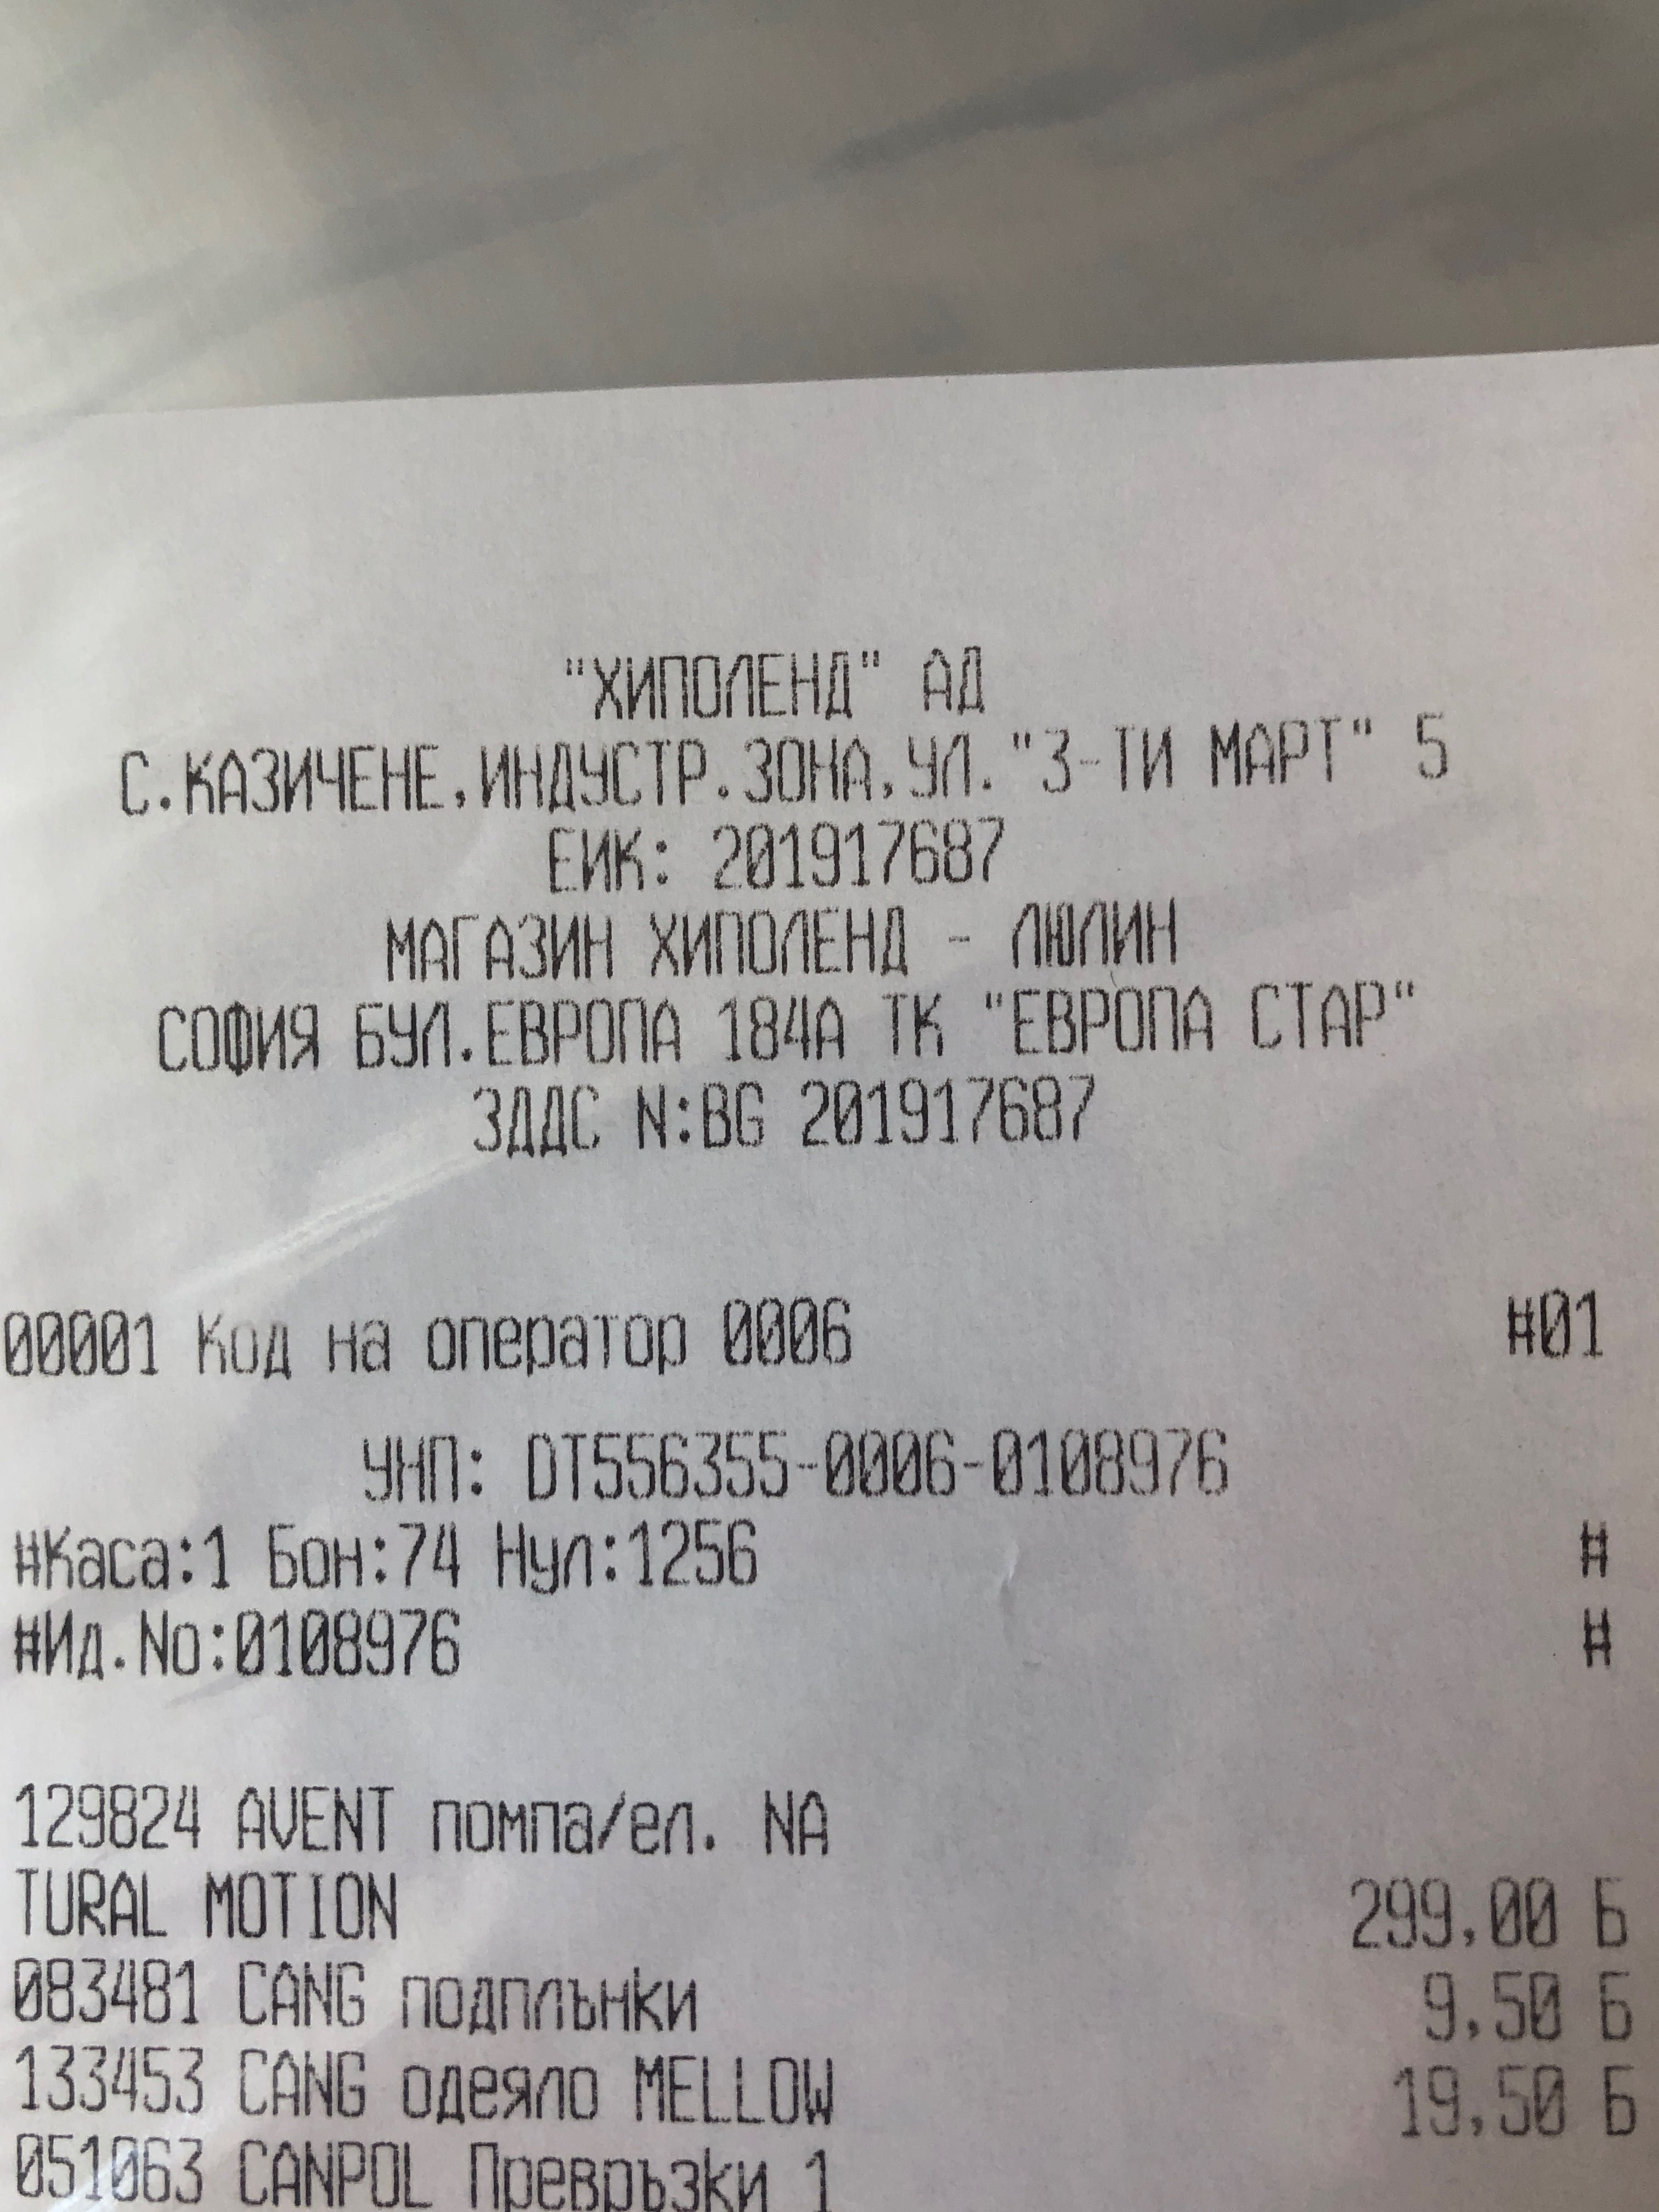 "ХИПОЛЕНД" АД
С.КАЗИЧЕНЕ,ИНДУСТР.ЗОНА,УЛ."3-ТИ МАРТ" 5
ЕИК: 201917687
МАГАЗИН ХИПОЛЕНД - ЛЮЛИН
СОФИЯ БУЛ.ЕВРОПА 184А ТК "ЕВРОПА СТАР"
ЗДДС N:BG 201917687
00001 Код на оператор 0006 #01
УНП: DT556355-0006-0108976
#Каса:1 Бон:74 Нул:1256 #
#Ид.No:0108976 #
129824 AVENT помпа/ел. NA
TURAL MOTION 299,00 Б
083481 CANG подплънки 9,50 Б
133453 CANG одеяло MELLOW 19,50 Б
051063 CANPOL Превръзки 1